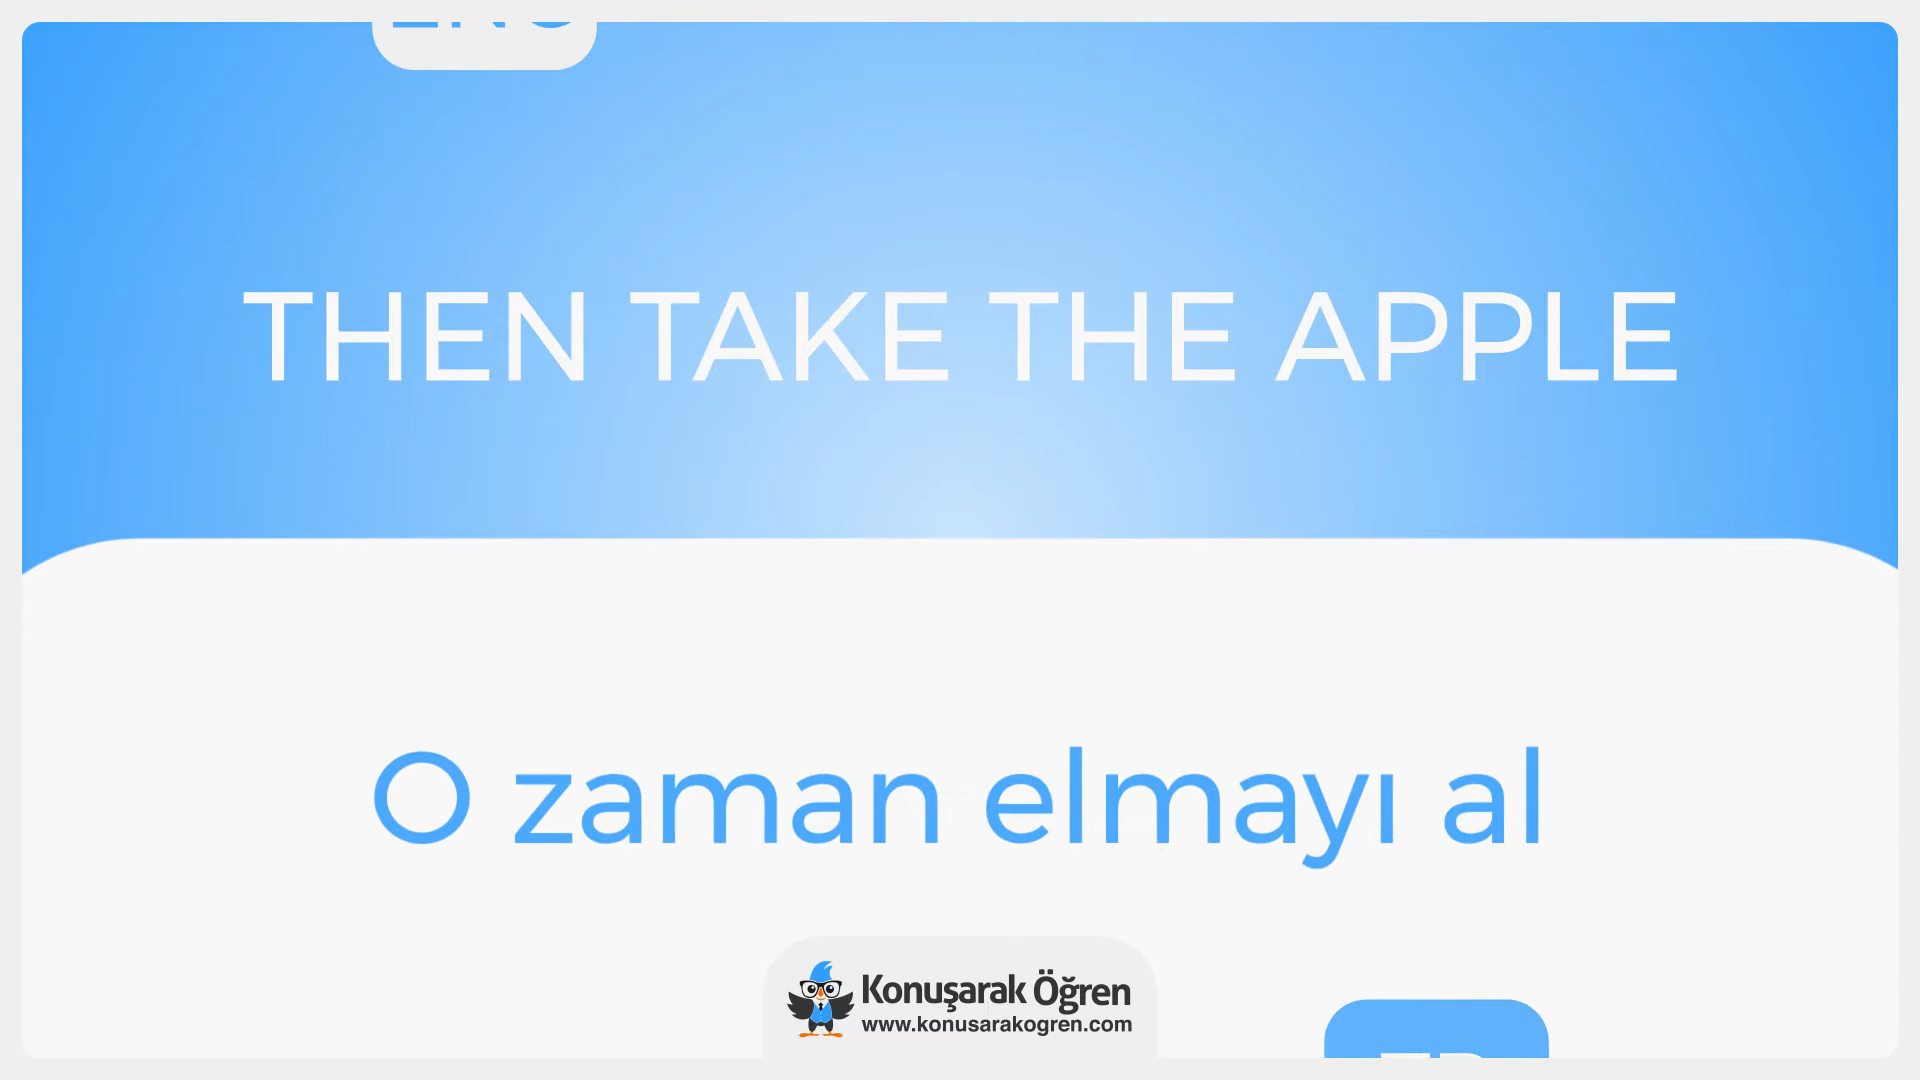 THEN TAKE THE APPLE
O zaman elmayı al
Konuşarak Öğren
www.konusarakogren.com